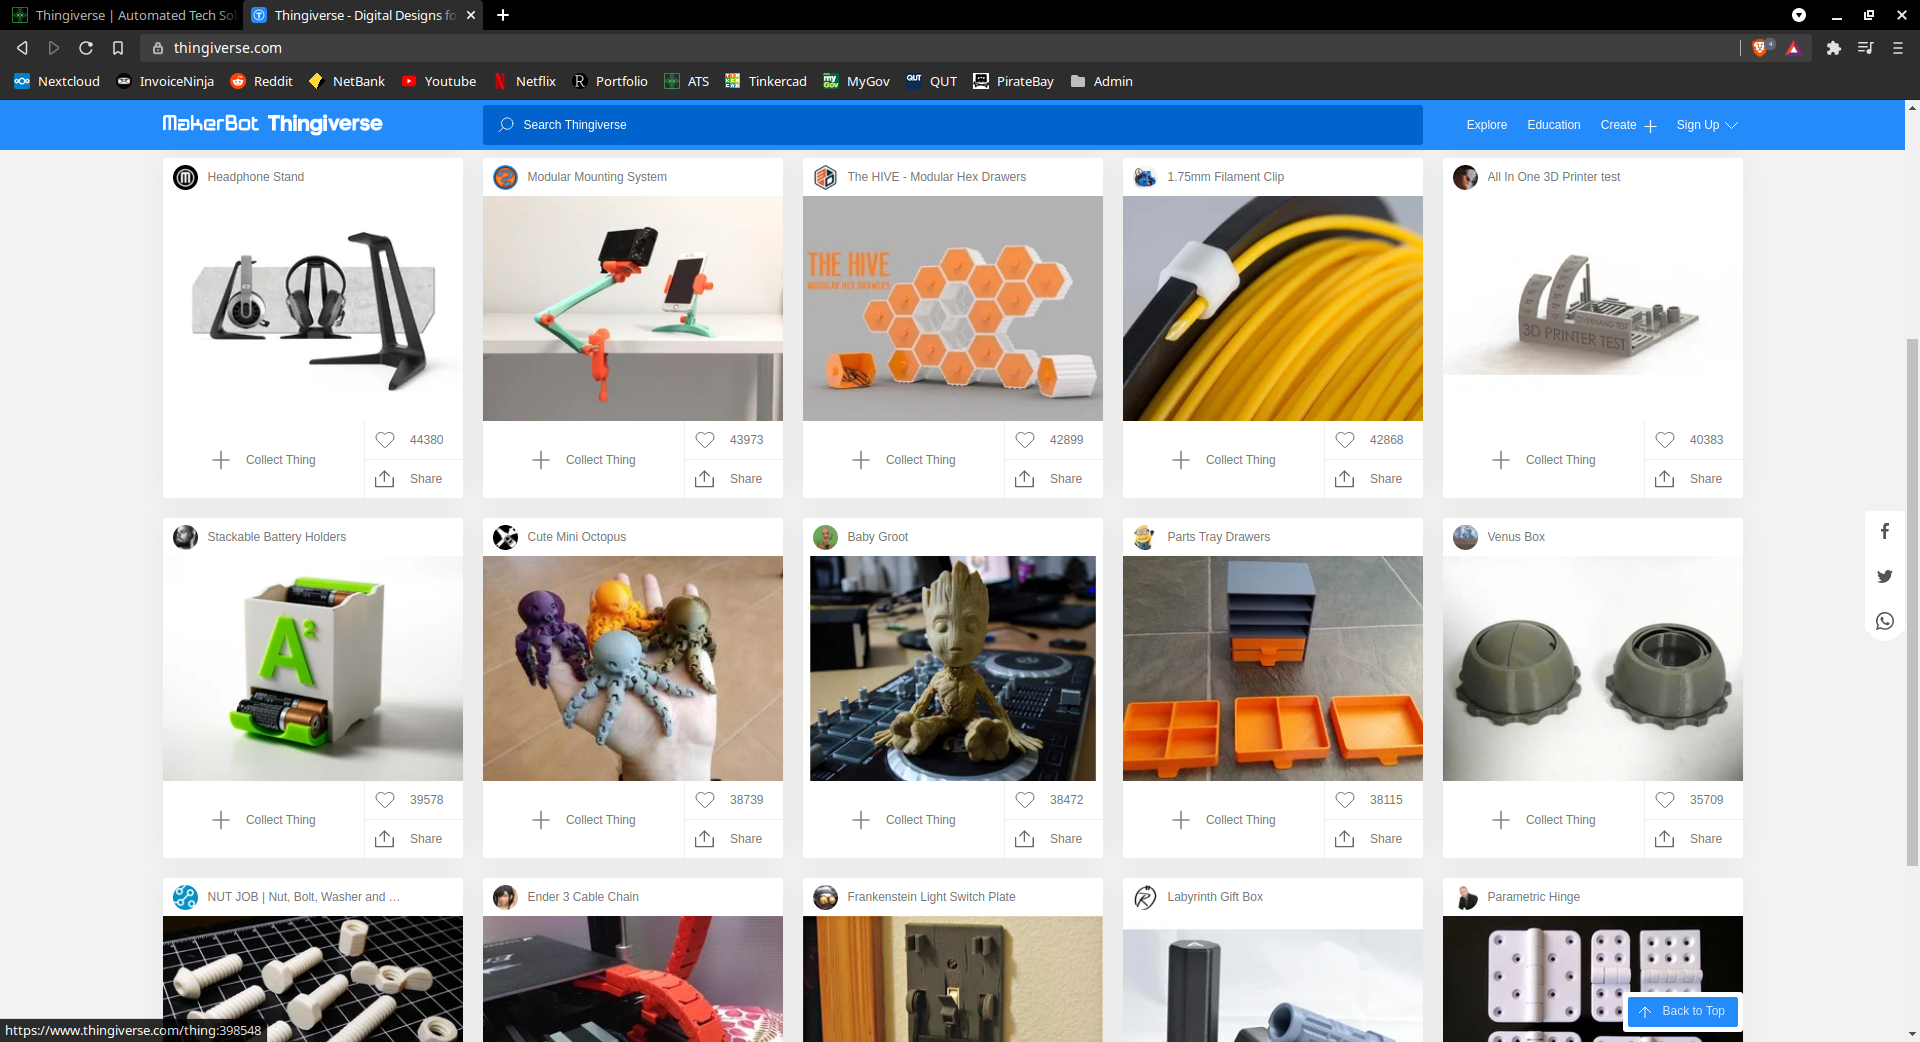 Thingiverse | Automated Tech Sol
Thingiverse - Digital Designs fo
thingiverse.com
4
Nextcloud
InvoiceNinja
Reddit
NetBank
Youtube
Netflix
Portfolio
ATS
Tinkercad
MyGov
QUT
PirateBay
Admin
MakerBot Thingiverse
Search Thingiverse
Explore
Education
Create
Sign Up
Headphone Stand
Modular Mounting System
The HIVE - Modular Hex Drawers
1.75mm Filament Clip
All In One 3D Printer test
THE HIVE
MODULAR HEX DRAWERS
OVERHANG TEST
3D PRINTER TEST
Collect Thing
44380
Share
Collect Thing
43973
Share
Collect Thing
42899
Share
Collect Thing
42868
Share
Collect Thing
40383
Share
Stackable Battery Holders
Cute Mini Octopus
Baby Groot
Parts Tray Drawers
Venus Box
A2
Collect Thing
39578
Share
Collect Thing
38739
Share
Collect Thing
38472
Share
Collect Thing
38115
Share
Collect Thing
35709
Share
NUT JOB | Nut, Bolt, Washer and …
Ender 3 Cable Chain
Frankenstein Light Switch Plate
Labyrinth Gift Box
Parametric Hinge
Back to Top
https://www.thingiverse.com/thing:398548